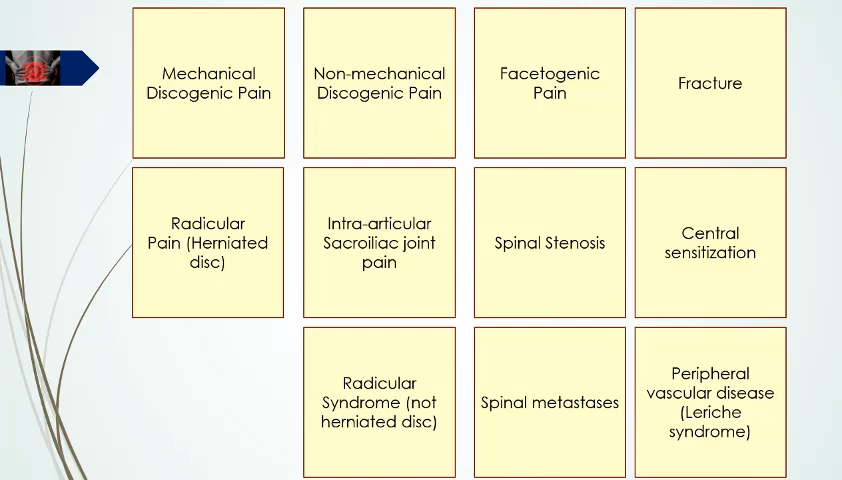 Mechanical
Discogenic Pain
Non-mechanical
Discogenic Pain
Facetogenic
Pain
Fracture
Radicular
Pain (Herniated
disc)
Intra-articular
Sacroiliac joint
pain
Spinal Stenosis
Central
sensitization
Radicular
Syndrome (not
herniated disc)
Spinal metastases
Peripheral
vascular disease
(Leriche
syndrome)